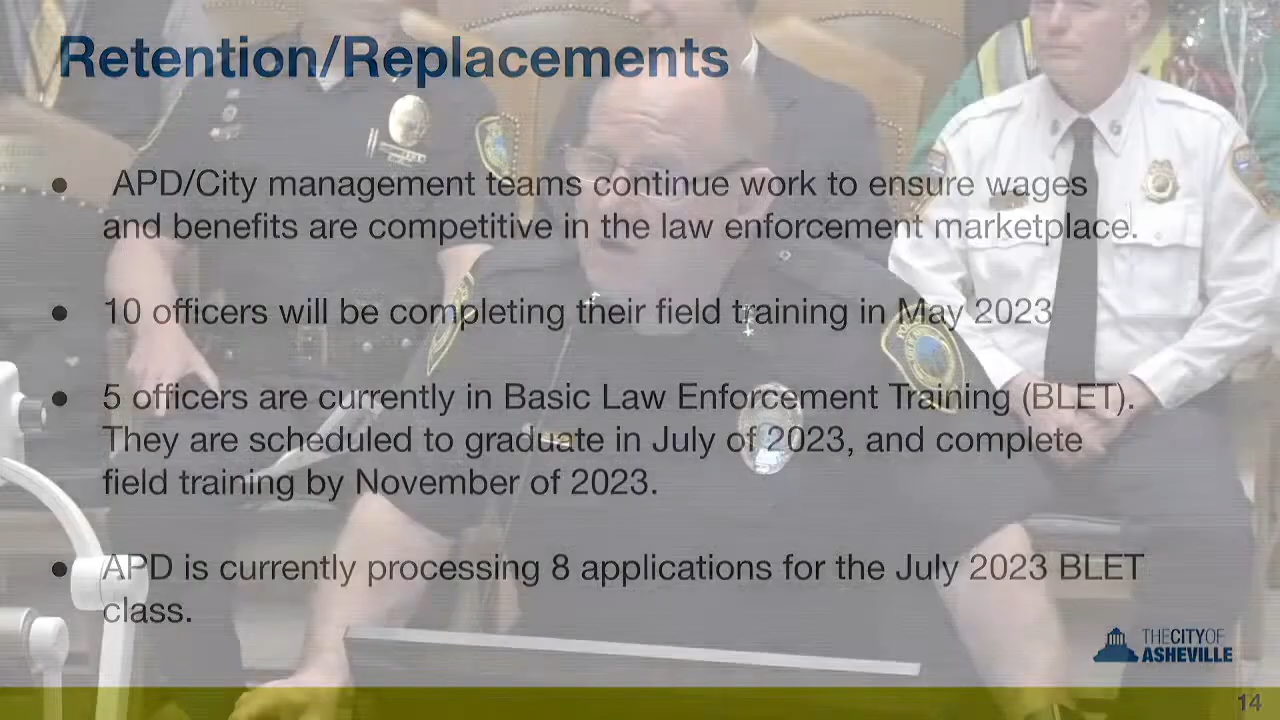 Retention/Replacements
● APD/City management teams continue work to ensure wages
and benefits are competitive in the law enforcement marketplace.
● 10 officers will be completing their field training in May 2023
● 5 officers are currently in Basic Law Enforcement Training (BLET).
They are scheduled to graduate in July of 2023, and complete
field training by November of 2023.
● APD is currently processing 8 applications for the July 2023 BLET
class.
THECITYOF
ASHEVILLE
14